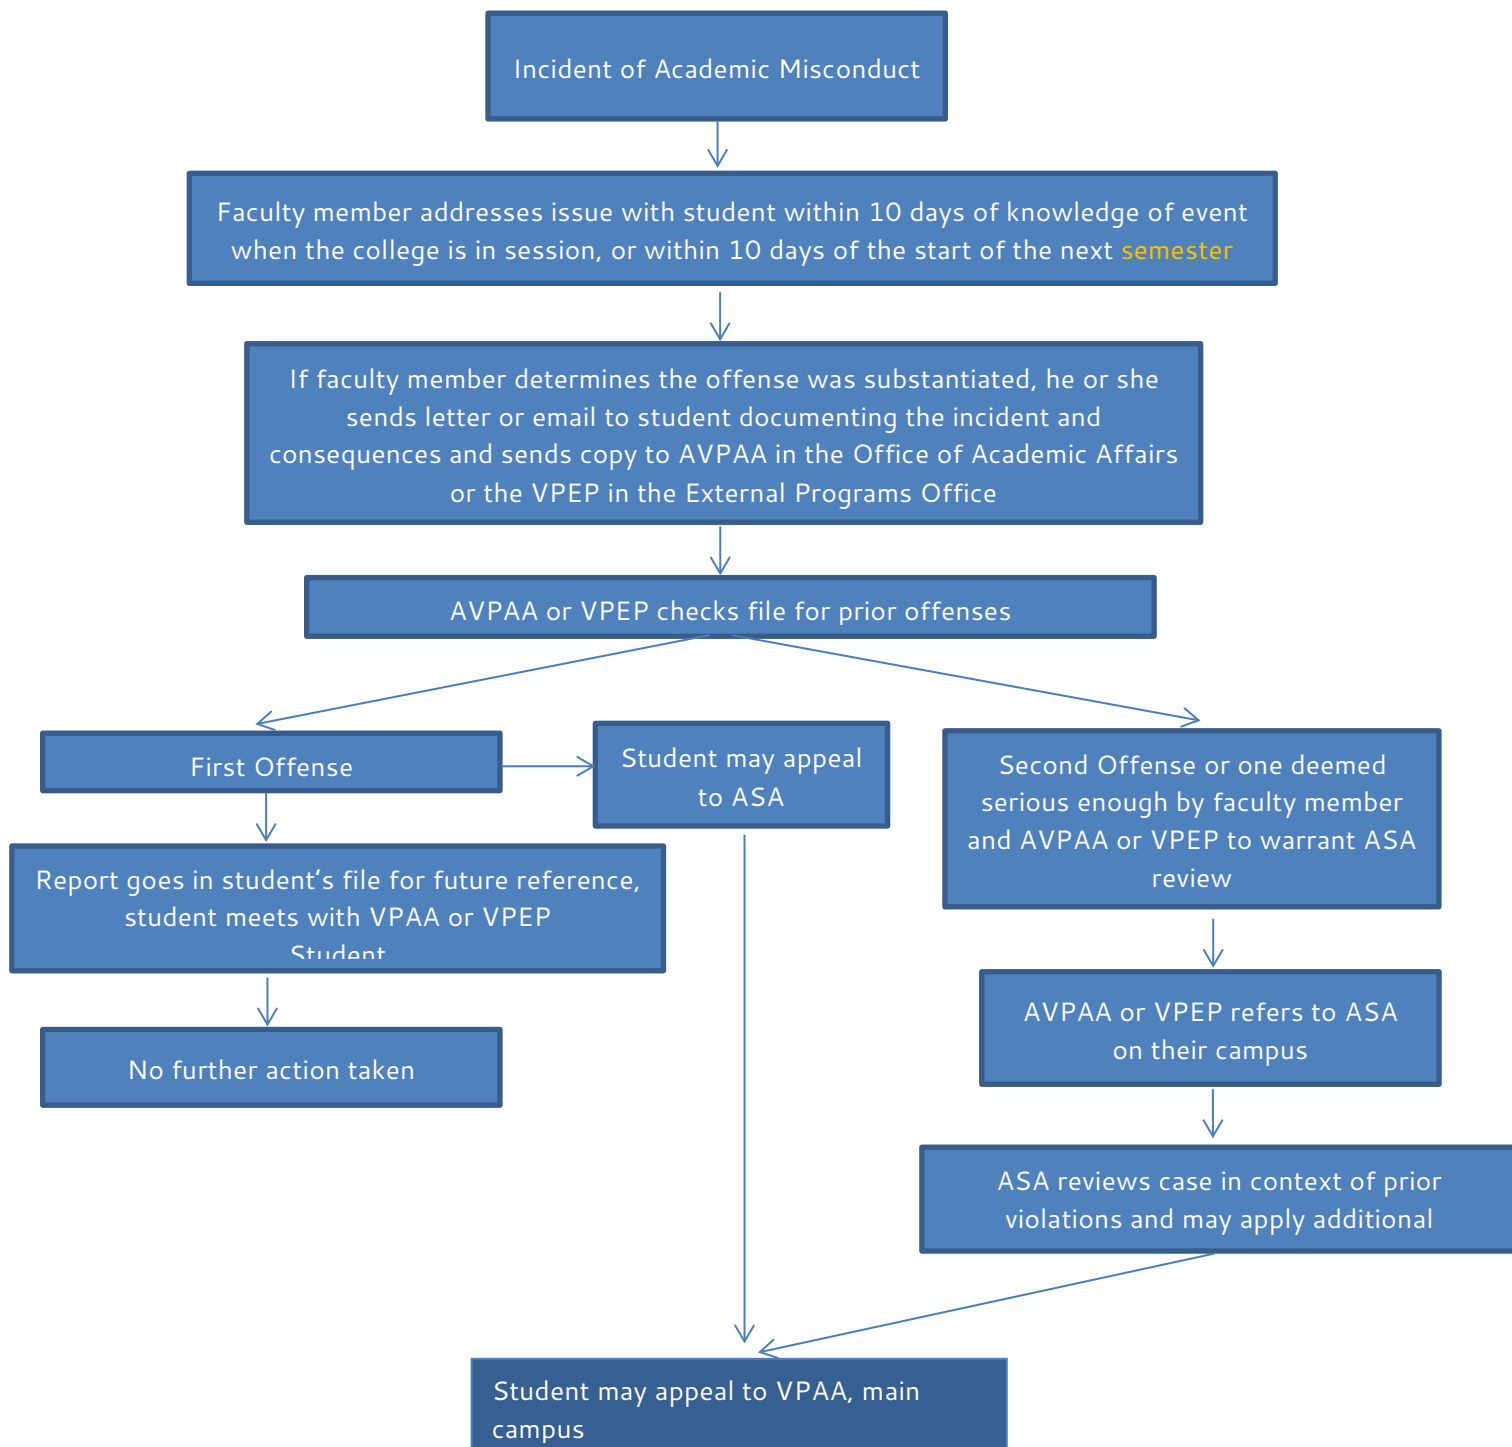 Incident of Academic Misconduct
Faculty member addresses issue with student within 10 days of knowledge of event
when the college is in session, or within 10 days of the start of the next semester
If faculty member determines the offense was substantiated, he or she
sends letter or email to student documenting the incident and
consequences and sends copy to AVPAA in the Office of Academic Affairs
or the VPEP in the External Programs Office
AVPAA or VPEP checks file for prior offenses
First Offense
Student may appeal
to ASA
Second Offense or one deemed
serious enough by faculty member
and AVPAA or VPEP to warrant ASA
review
Report goes in student's file for future reference,
student meets with VPAA or VPEP
Student
AVPAA or VPEP refers to ASA
on their campus
No further action taken
ASA reviews case in context of prior
violations and may apply additional
Student may appeal to VPAA, main
campus